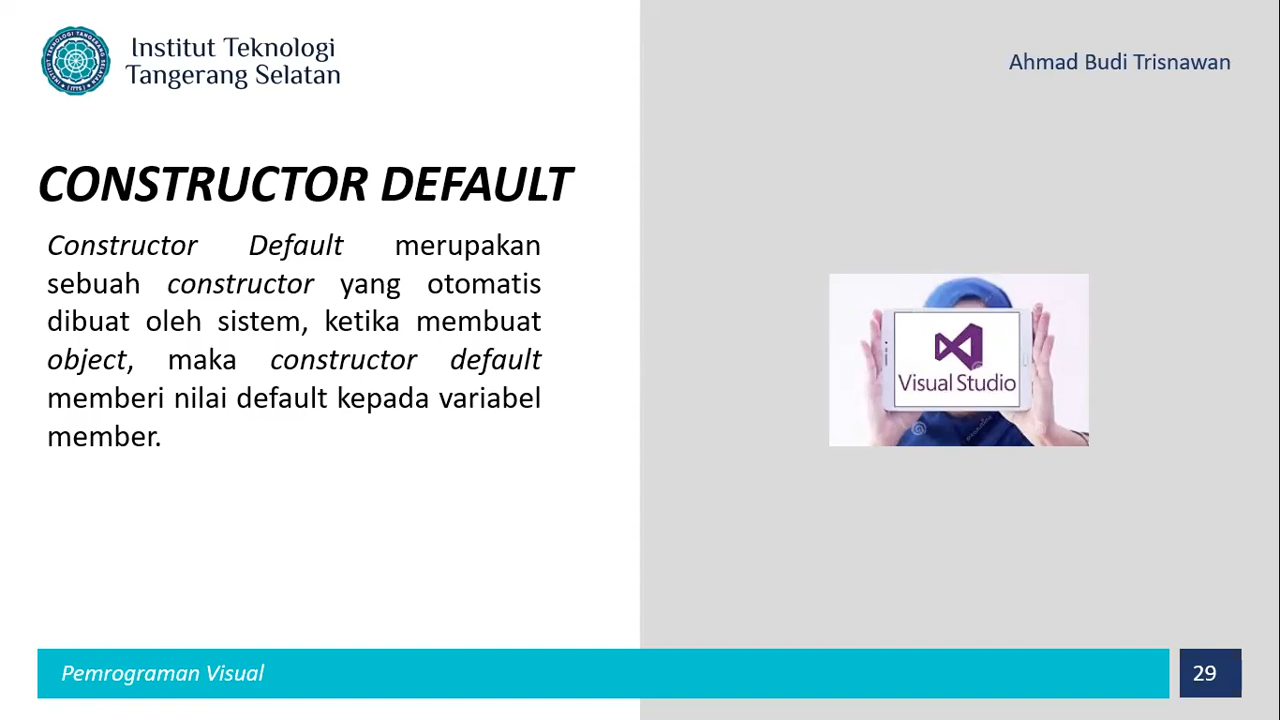 Institut Teknologi
Tangerang Selatan
Ahmad Budi Trisnawan
CONSTRUCTOR DEFAULT
Constructor Default merupakan
sebuah constructor yang otomatis
dibuat oleh sistem, ketika membuat
object, maka constructor default
memberi nilai default kepada variabel
member.
Visual Studio
Pemrograman Visual
29